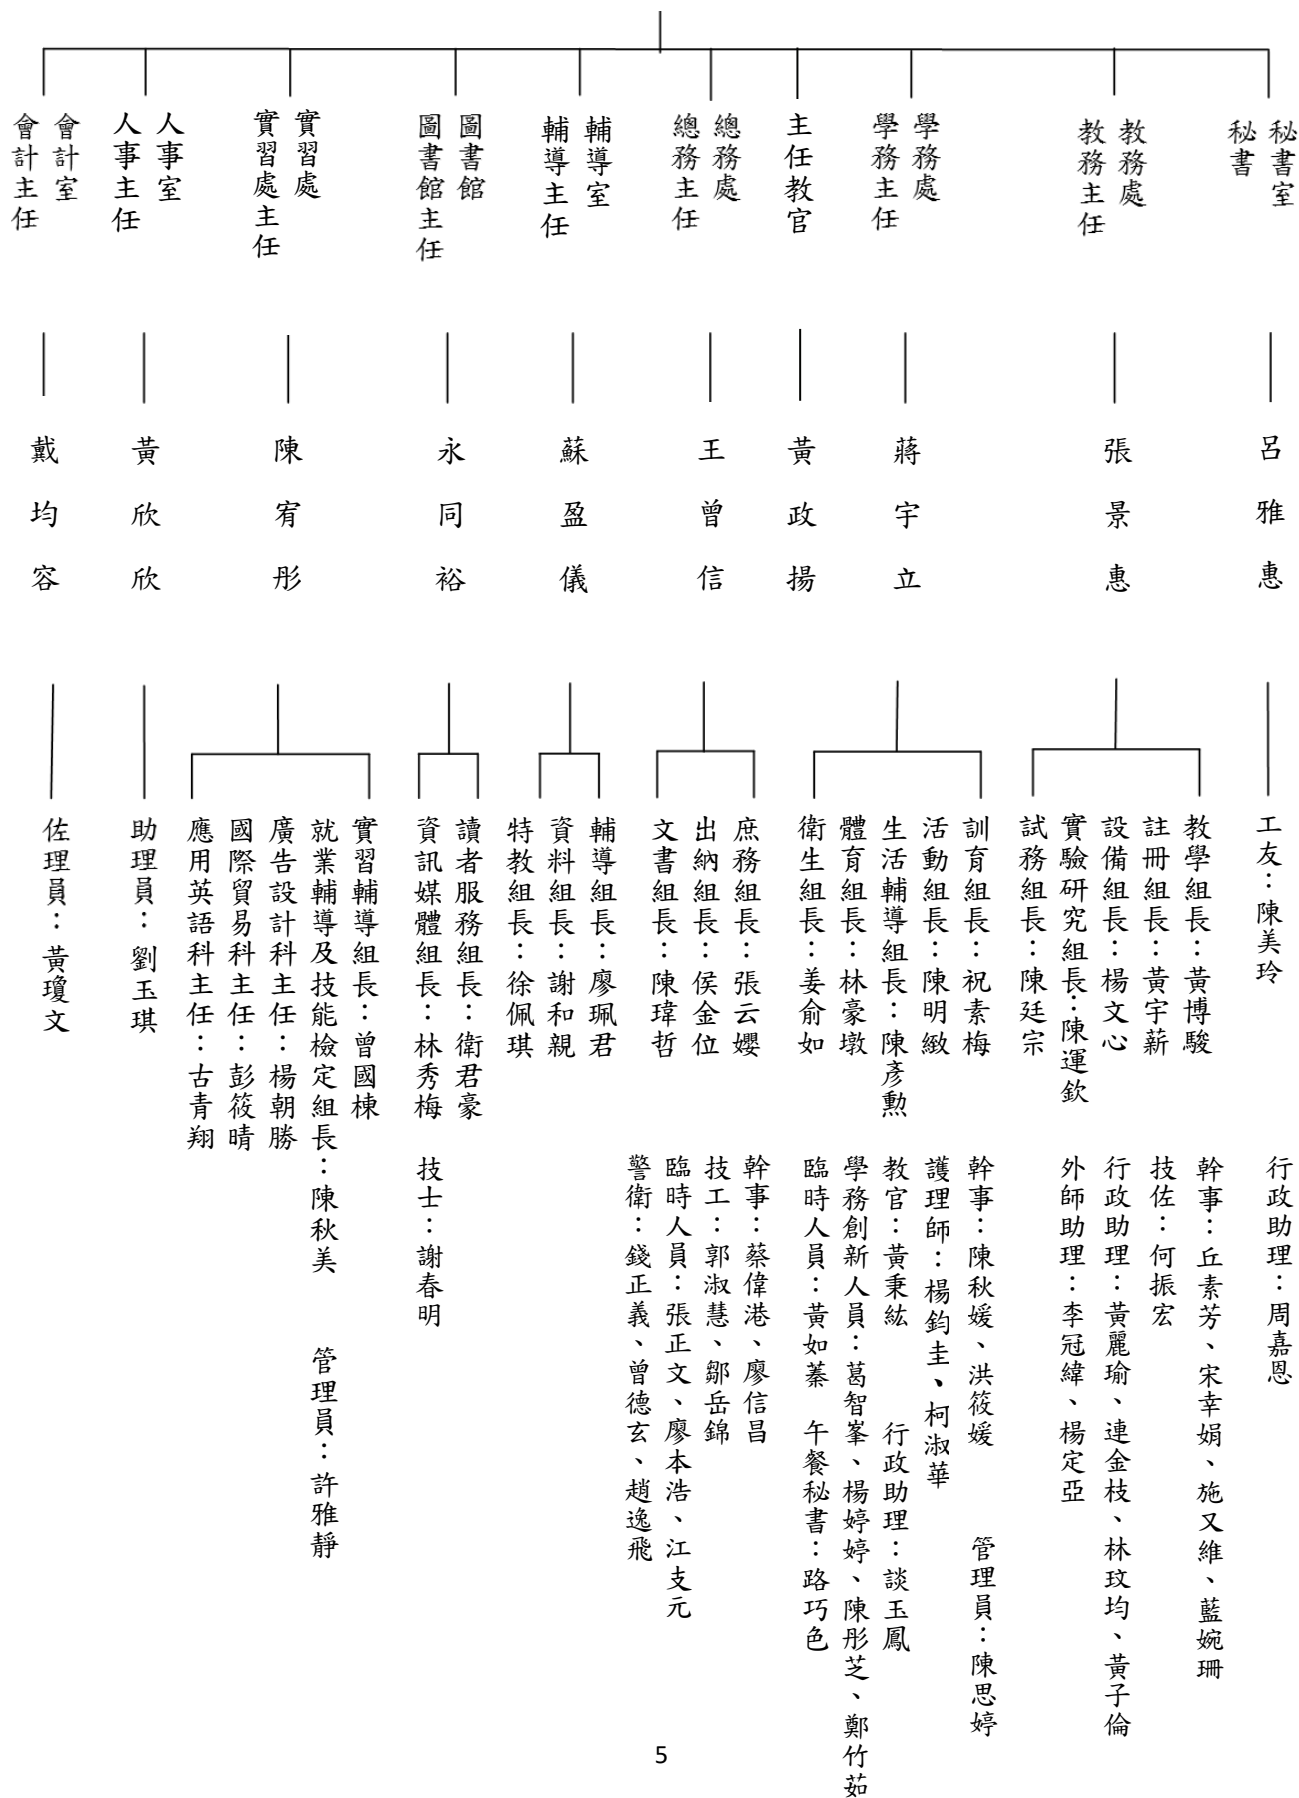 秘書室
秘書
呂雅惠
工友：陳美玲
行政助理：周嘉恩
教務處
教務主任
張景惠
教學組長：黃博駿
註冊組長：黃宇薪
設備組長：楊文心
實驗研究組長：陳運欽
試務組長：陳廷宗
幹事：丘素芳、宋幸娟、施又維、藍婉珊
技佐：何振宏
行政助理：黃麗瑜、連金枝、林玟均、黃子倫
外師助理：李冠緯、楊定亞
學務處
學務主任
蔣宇立
訓育組長：祝素梅
活動組長：陳明緻
生活輔導組長：陳彥勲
體育組長：林豪墩
衛生組長：姜俞如
幹事：陳秋媛、洪筱媛
管理員：陳思婷
護理師：楊鈞圭、柯淑華
教官：黃秉紘
行政助理：談玉鳳
學務創新人員：葛智峯、楊婷婷、陳彤芝、鄭竹茹
臨時人員：黃如蓁
午餐秘書：路巧色
主任教官
黃政揚
總務處
總務主任
王曾信
庶務組長：張云嬰
出納組長：侯金位
文書組長：陳瑋哲
幹事：蔡偉港、廖信昌
技工：郭淑慧、鄒岳錦
臨時人員：張正文、廖本浩、江支元
警衛：錢正義、曾德玄、趙逸飛
輔導室
輔導主任
蘇盈儀
輔導組長：廖珮君
資料組長：謝和親
特教組長：徐佩琪
圖書館
圖書館主任
永同裕
讀者服務組長：衛君豪
資訊媒體組長：林秀梅
技士：謝春明
實習處
實習處主任
陳宥彤
實習輔導組長：曾國棟
就業輔導及技能檢定組長：陳秋美
管理員：許雅靜
廣告設計科主任：楊朝勝
國際貿易科主任：彭筱晴
應用英語科主任：古青翔
人事室
人事主任
黃欣欣
助理員：劉玉琪
會計室
會計主任
戴均容
佐理員：黃瓊文
5